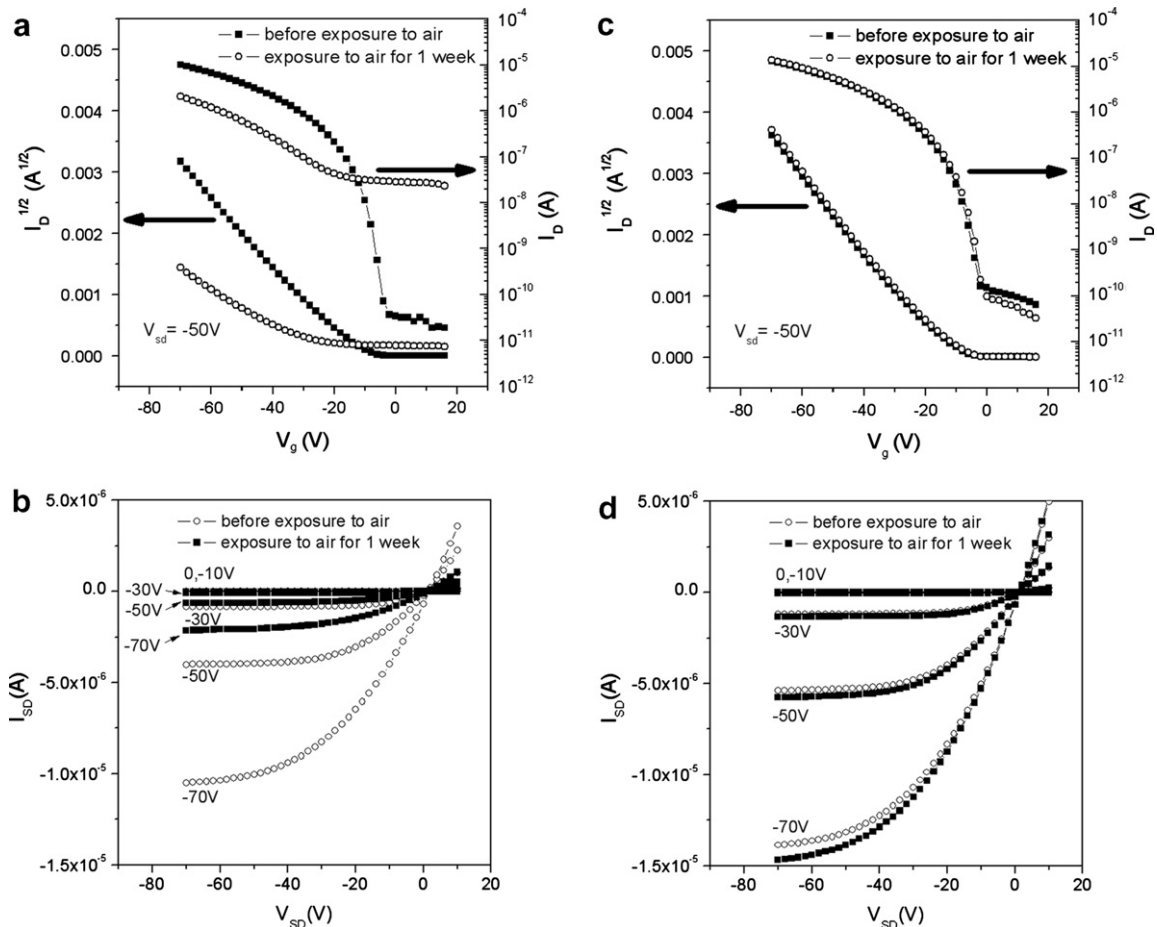 a
before exposure to air
exposure to air for 1 week
0.005
0.004
0.003
0.002
0.001
0.000
I_D^1/2 (A^1/2)
10^-4
10^-5
10^-6
10^-7
10^-8
10^-9
10^-10
10^-11
10^-12
I_D (A)
V_sd = -50V
-80 -60 -40 -20 0 20
V_g (V)
c
before exposure to air
exposure to air for 1 week
0.005
0.004
0.003
0.002
0.001
0.000
I_D^1/2 (A^1/2)
10^-4
10^-5
10^-6
10^-7
10^-8
10^-9
10^-10
10^-11
10^-12
I_D (A)
V_sd = -50V
-80 -60 -40 -20 0 20
V_g (V)
b
5.0x10^-6
0.0
-5.0x10^-6
-1.0x10^-5
-1.5x10^-5
I_SD(A)
before exposure to air
exposure to air for 1 week
0,-10V
-30V
-50V
-30V
-70V
-50V
-70V
-80 -60 -40 -20 0 20
V_SD(V)
d
5.0x10^-6
0.0
-5.0x10^-6
-1.0x10^-5
-1.5x10^-5
I_SD(A)
before exposure to air
exposure to air for 1 week
0,-10V
-30V
-50V
-70V
-80 -60 -40 -20 0 20
V_SD(V)